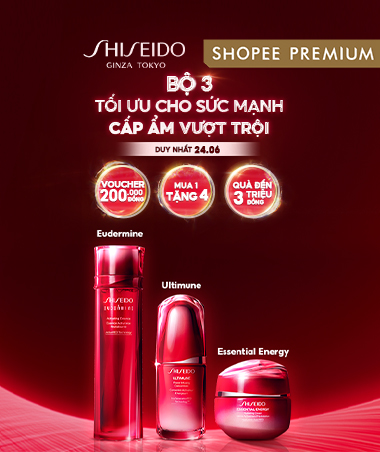 SHISEIDO
GINZA TOKYO
SHOPEE PREMIUM
BỘ 3
TỐI ƯU CHO SỨC MẠNH
CẤP ẨM VƯỢT TRỘI
DUY NHẤT 24.06
VOUCHER
200.000
ĐỒNG
MUA 1
TẶNG 4
QUÀ ĐẾN
3 TRIỆU
ĐỒNG
Eudermine
Ultimune
Essential Energy
SHISEIDO
EUDERMINE
SHISEIDO
ULTIMUNE
SHISEIDO
ESSENTIAL ENERGY